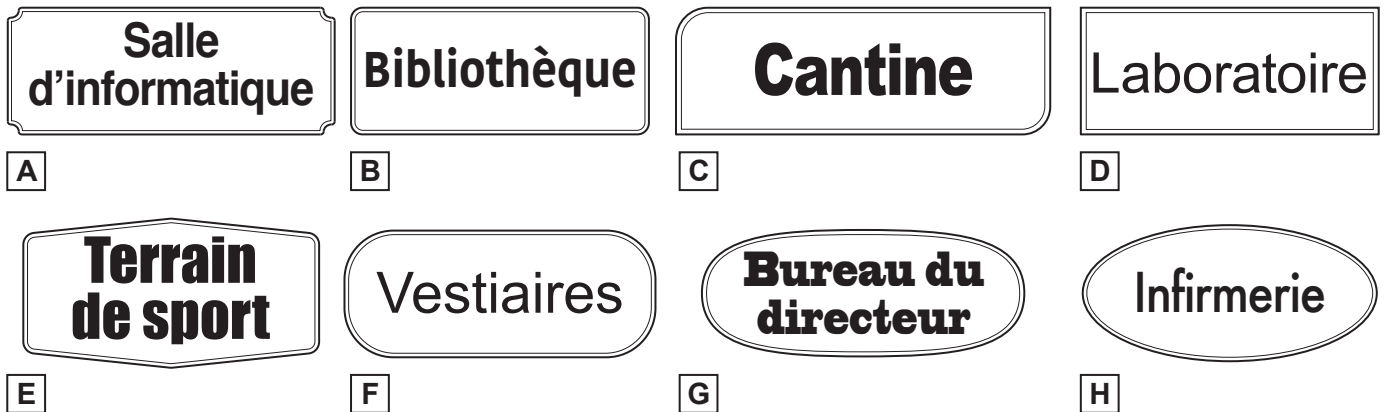 Salle
d’informatique
A
Bibliothèque
B
Cantine
C
Laboratoire
D
Terrain
de sport
E
Vestiaires
F
Bureau du
directeur
G
Infirmerie
H